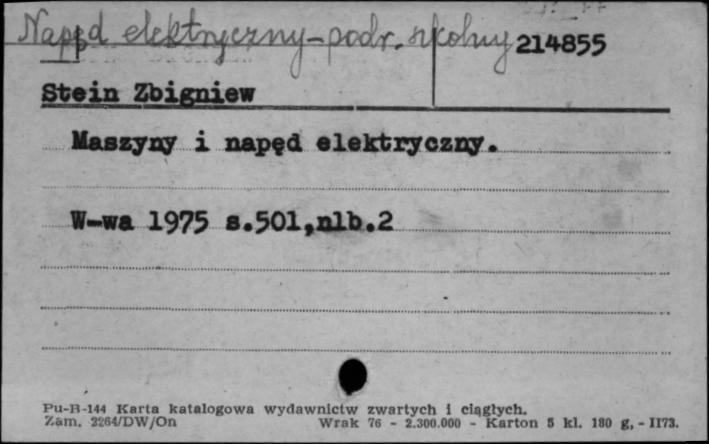 Napęd elektryczny-podr. szkolny 214855
Stein Zbigniew
Maszyny i napęd elektryczny.
W-wa 1975 s.501,nlb.2
Pu-B-144 Karta katalogowa wydawnictw zwartych i ciągłych.
Zam. 2264/DW/On Wrak 76 - 2.300.000 - Karton 5 kl. 180 g, - II73.